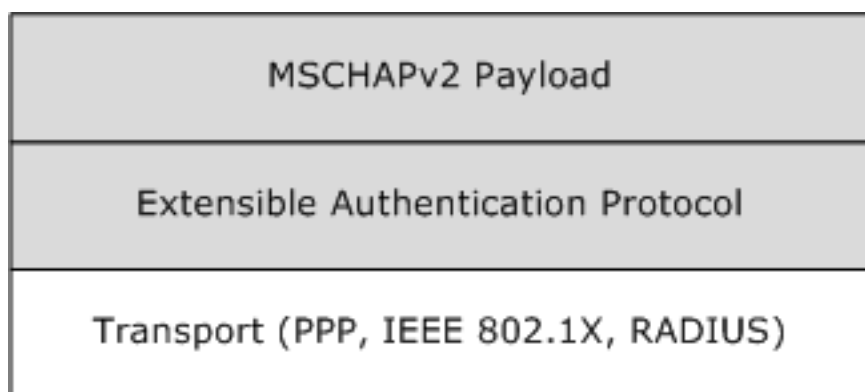 MSCHAPv2 Payload
Extensible Authentication Protocol
Transport (PPP, IEEE 802.1X, RADIUS)